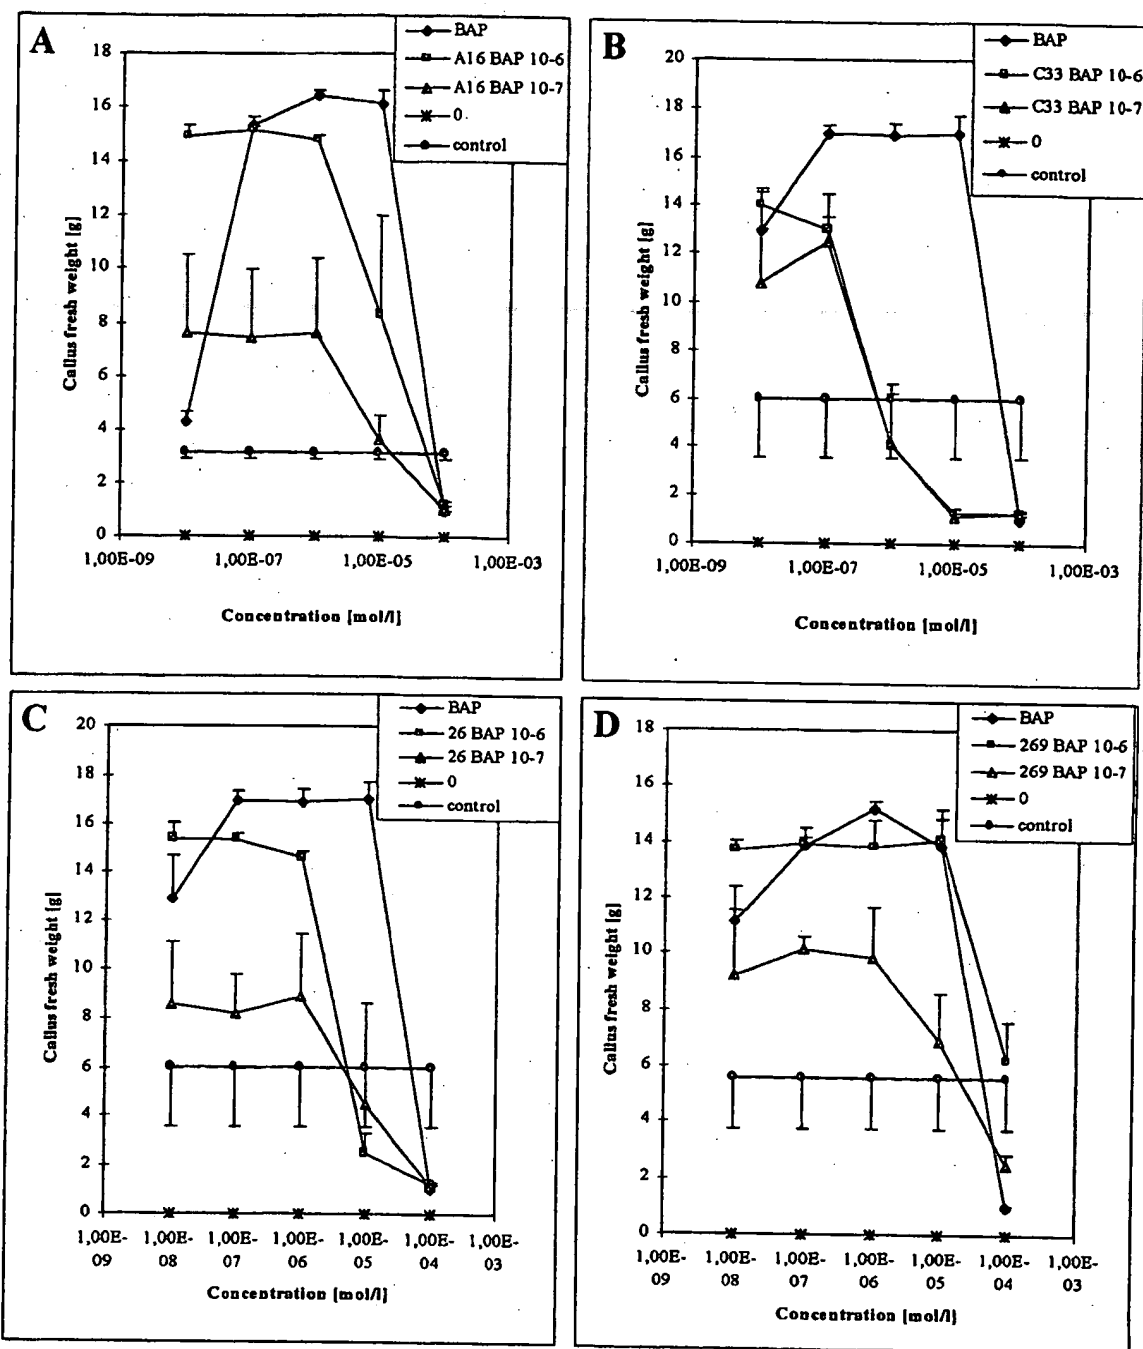 A
BAP
A16 BAP 10-6
A16 BAP 10-7
0
control
18
16
14
12
10
8
6
4
2
0
Callus fresh weight [g]
1,00E-09 1,00E-07 1,00E-05 1,00E-03
Concentration [mol/l]
B
BAP
C33 BAP 10-6
C33 BAP 10-7
0
control
20
18
16
14
12
10
8
6
4
2
0
Callus fresh weight [g]
1,00E-09 1,00E-07 1,00E-05 1,00E-03
Concentration [mol/l]
C
BAP
26 BAP 10-6
26 BAP 10-7
0
control
20
18
16
14
12
10
8
6
4
2
0
Callus fresh weight [g]
1,00E- 1,00E- 1,00E- 1,00E- 1,00E- 1,00E- 1,00E-
09 08 07 06 05 04 03
Concentration [mol/l]
D
BAP
269 BAP 10-6
269 BAP 10-7
0
control
18
16
14
12
10
8
6
4
2
0
Callus fresh weight [g]
1,00E- 1,00E- 1,00E- 1,00E- 1,00E- 1,00E- 1,00E-
09 08 07 06 05 04 03
Concentration [mol/l]